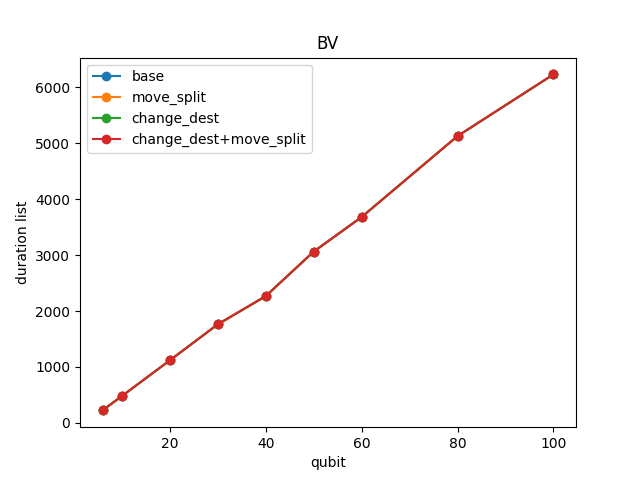 BV
base
move_split
change_dest
change_dest+move_split
duration list
6000
5000
4000
3000
2000
1000
0
20 40 60 80 100
qubit